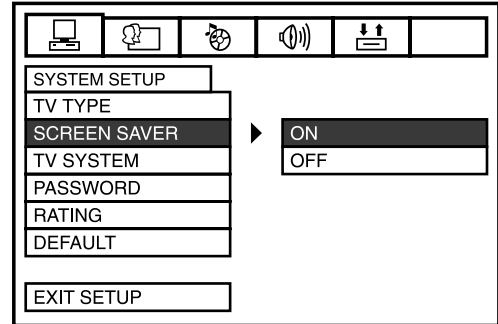 SYSTEM SETUP
TV TYPE
SCREEN SAVER
ON
TV SYSTEM
OFF
PASSWORD
RATING
DEFAULT
EXIT SETUP